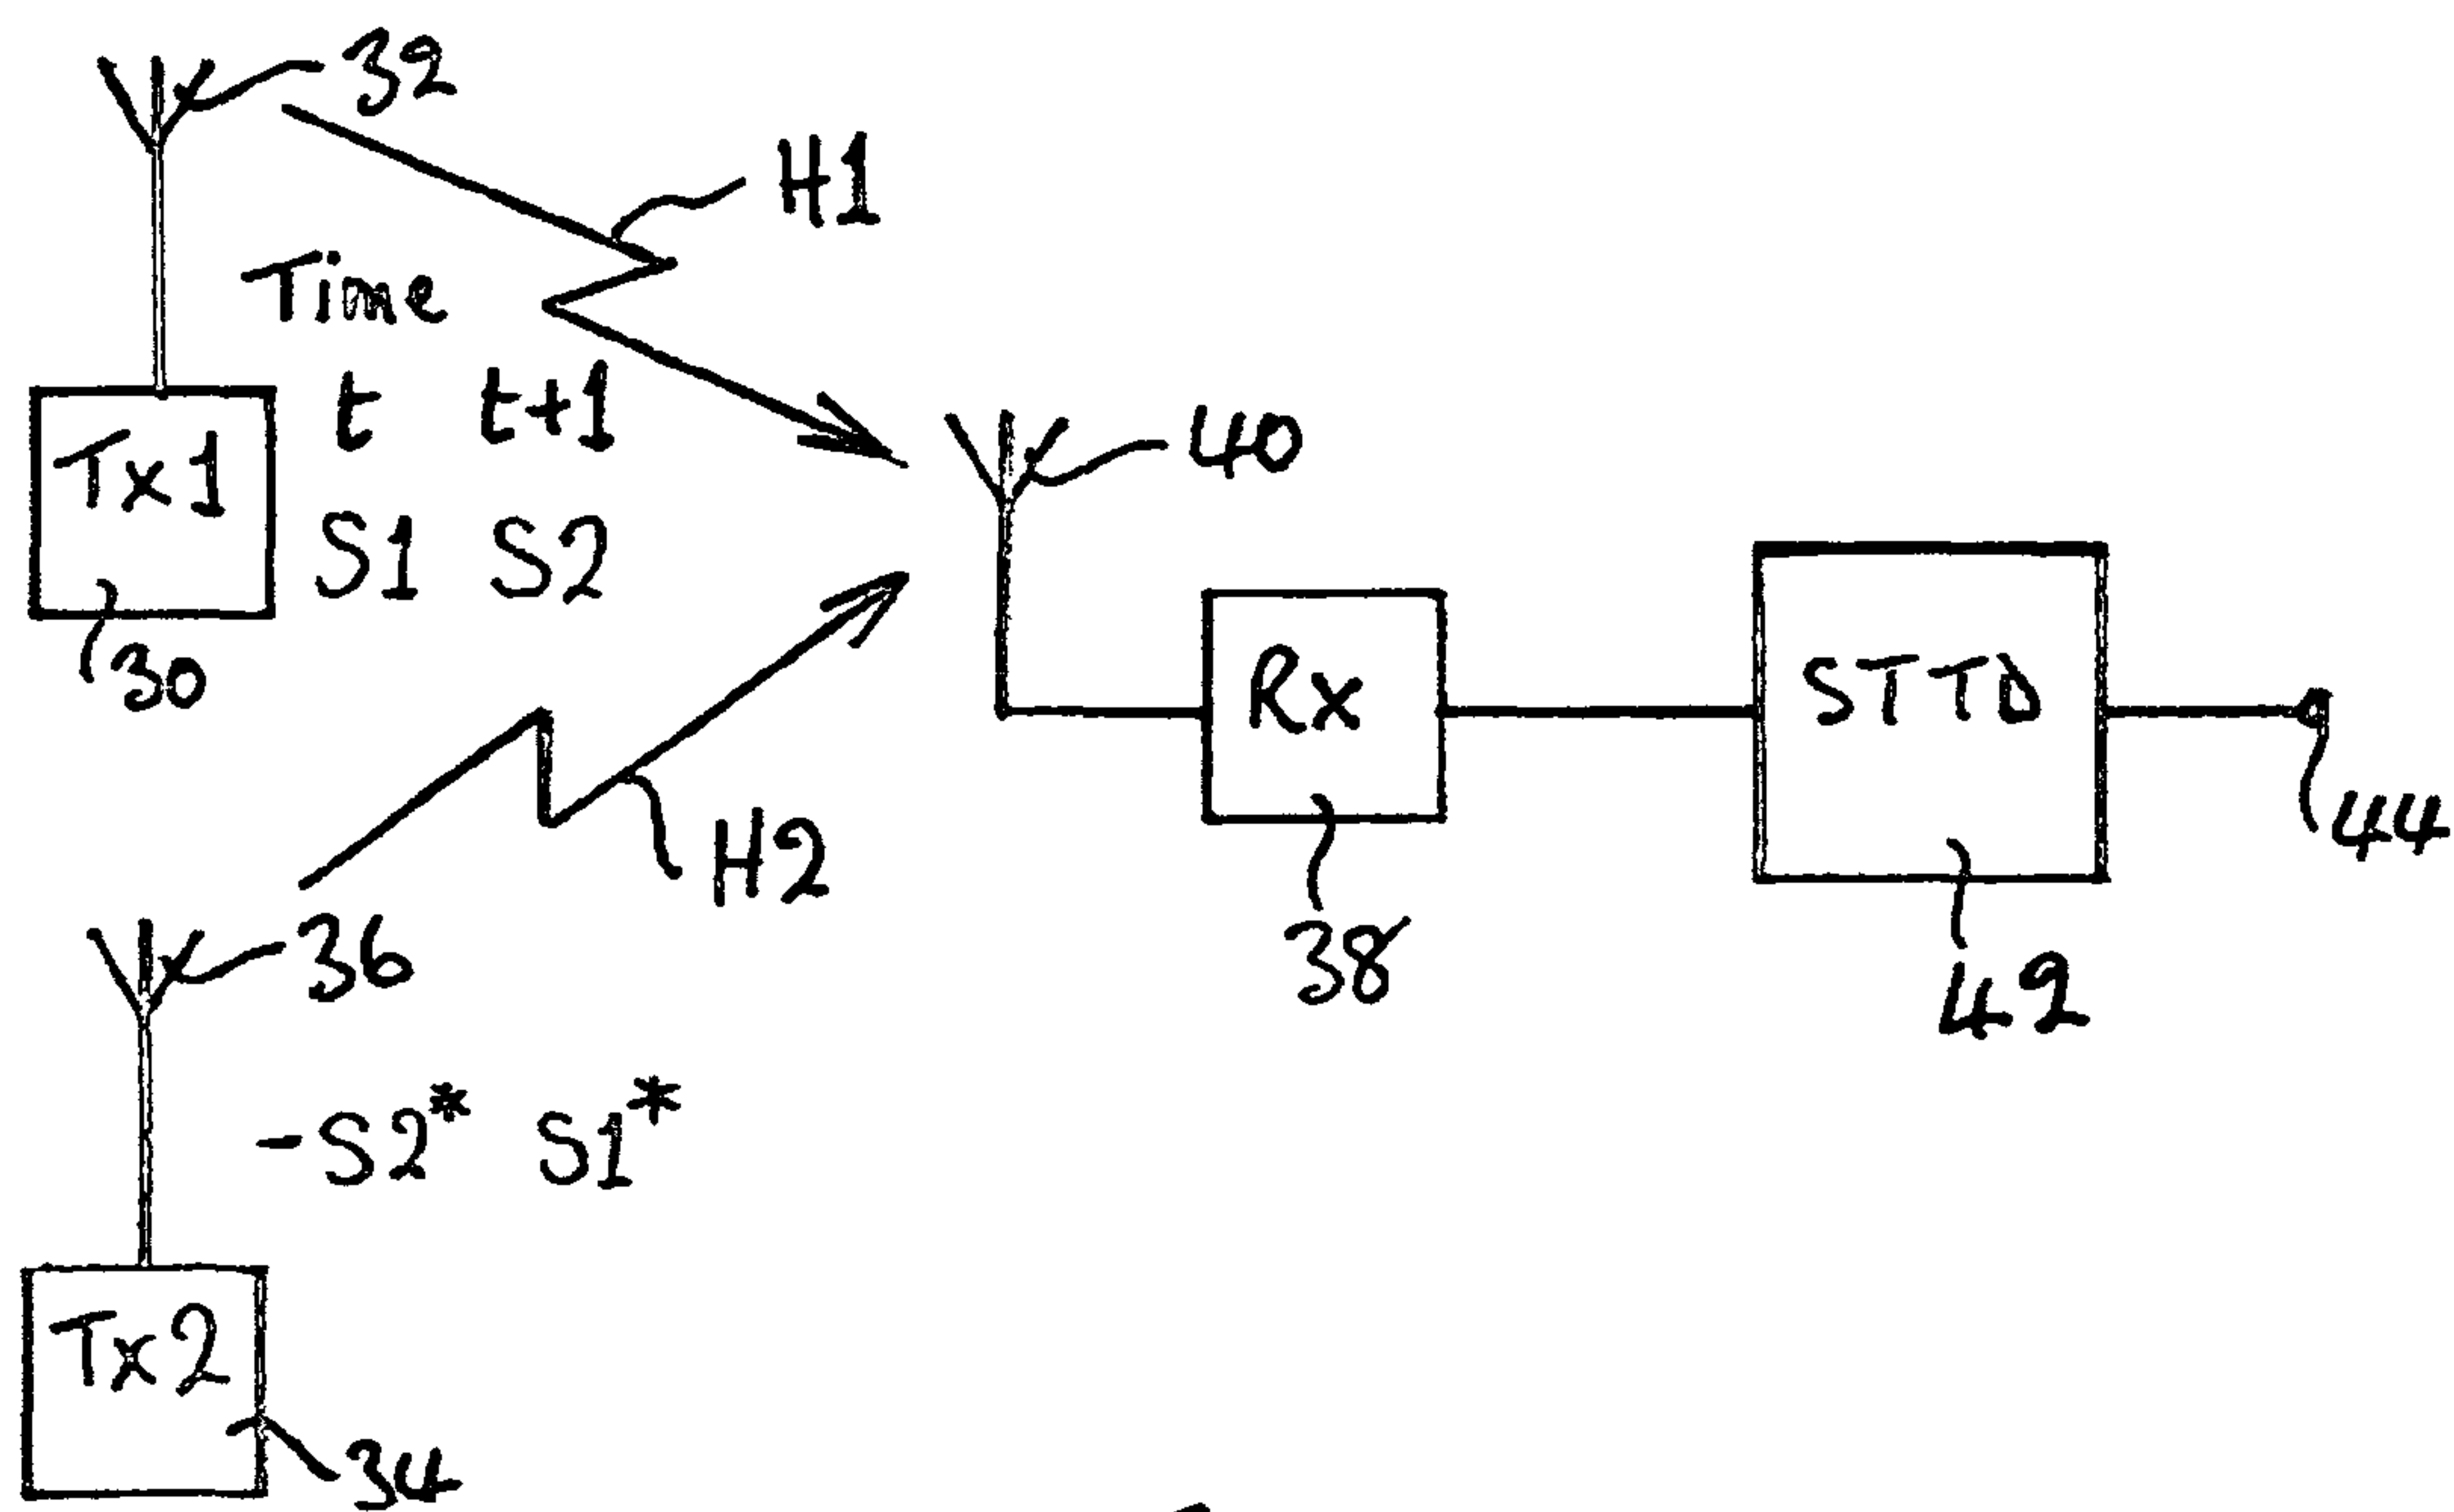 32
H1
Time
t t+1
Tx1
S1 S2
30
40
Rx
STTD
44
H2
38
42
36
-S2* S1*
Tx2
34